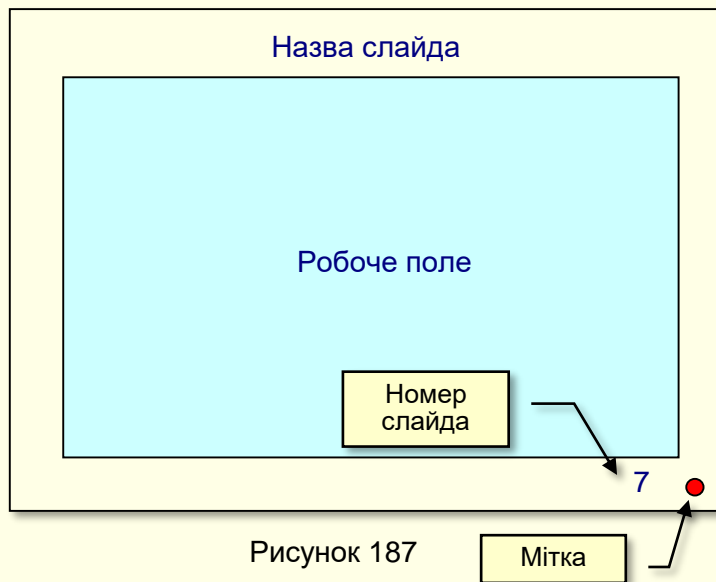 Назва слайда
Робоче поле
Номер
слайда
7
Рисунок 187
Мітка